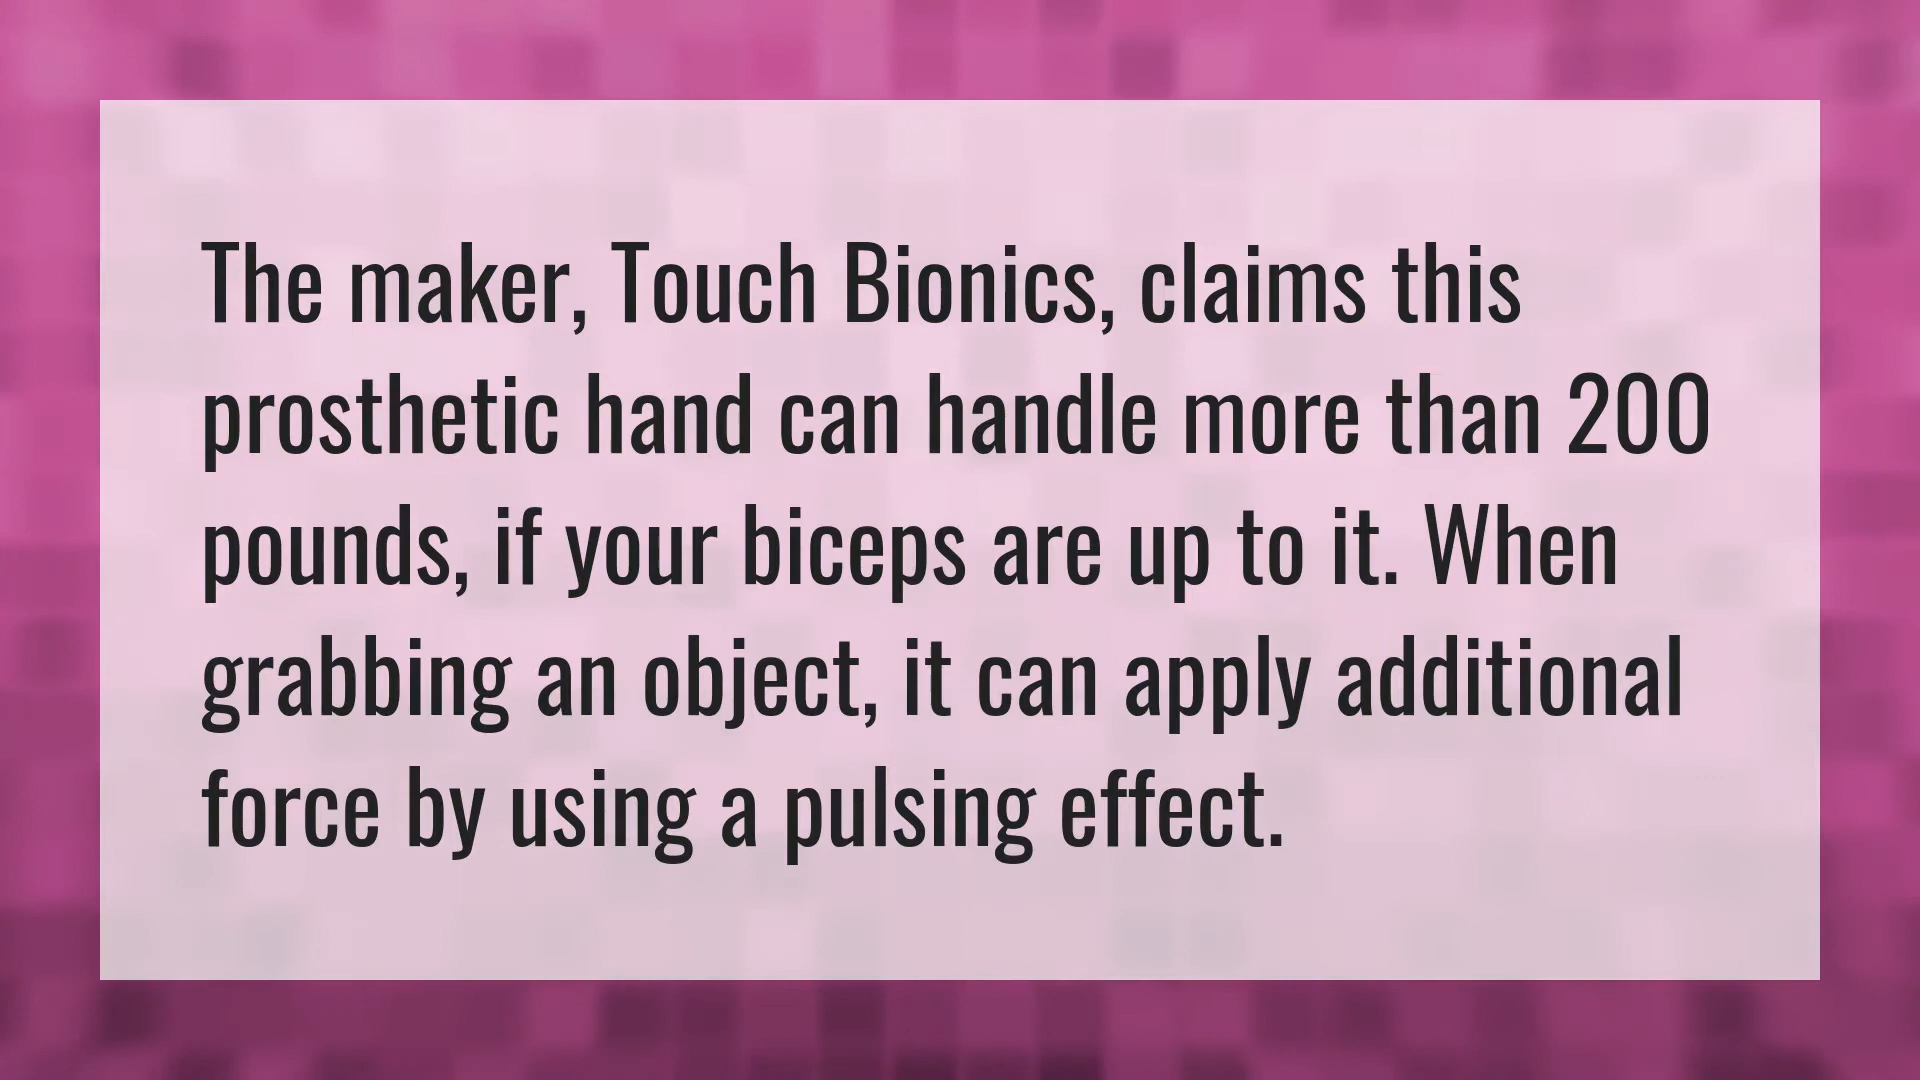 The maker, Touch Bionics, claims this
prosthetic hand can handle more than 200
pounds, if your biceps are up to it. When
grabbing an object, it can apply additional
force by using a pulsing effect.